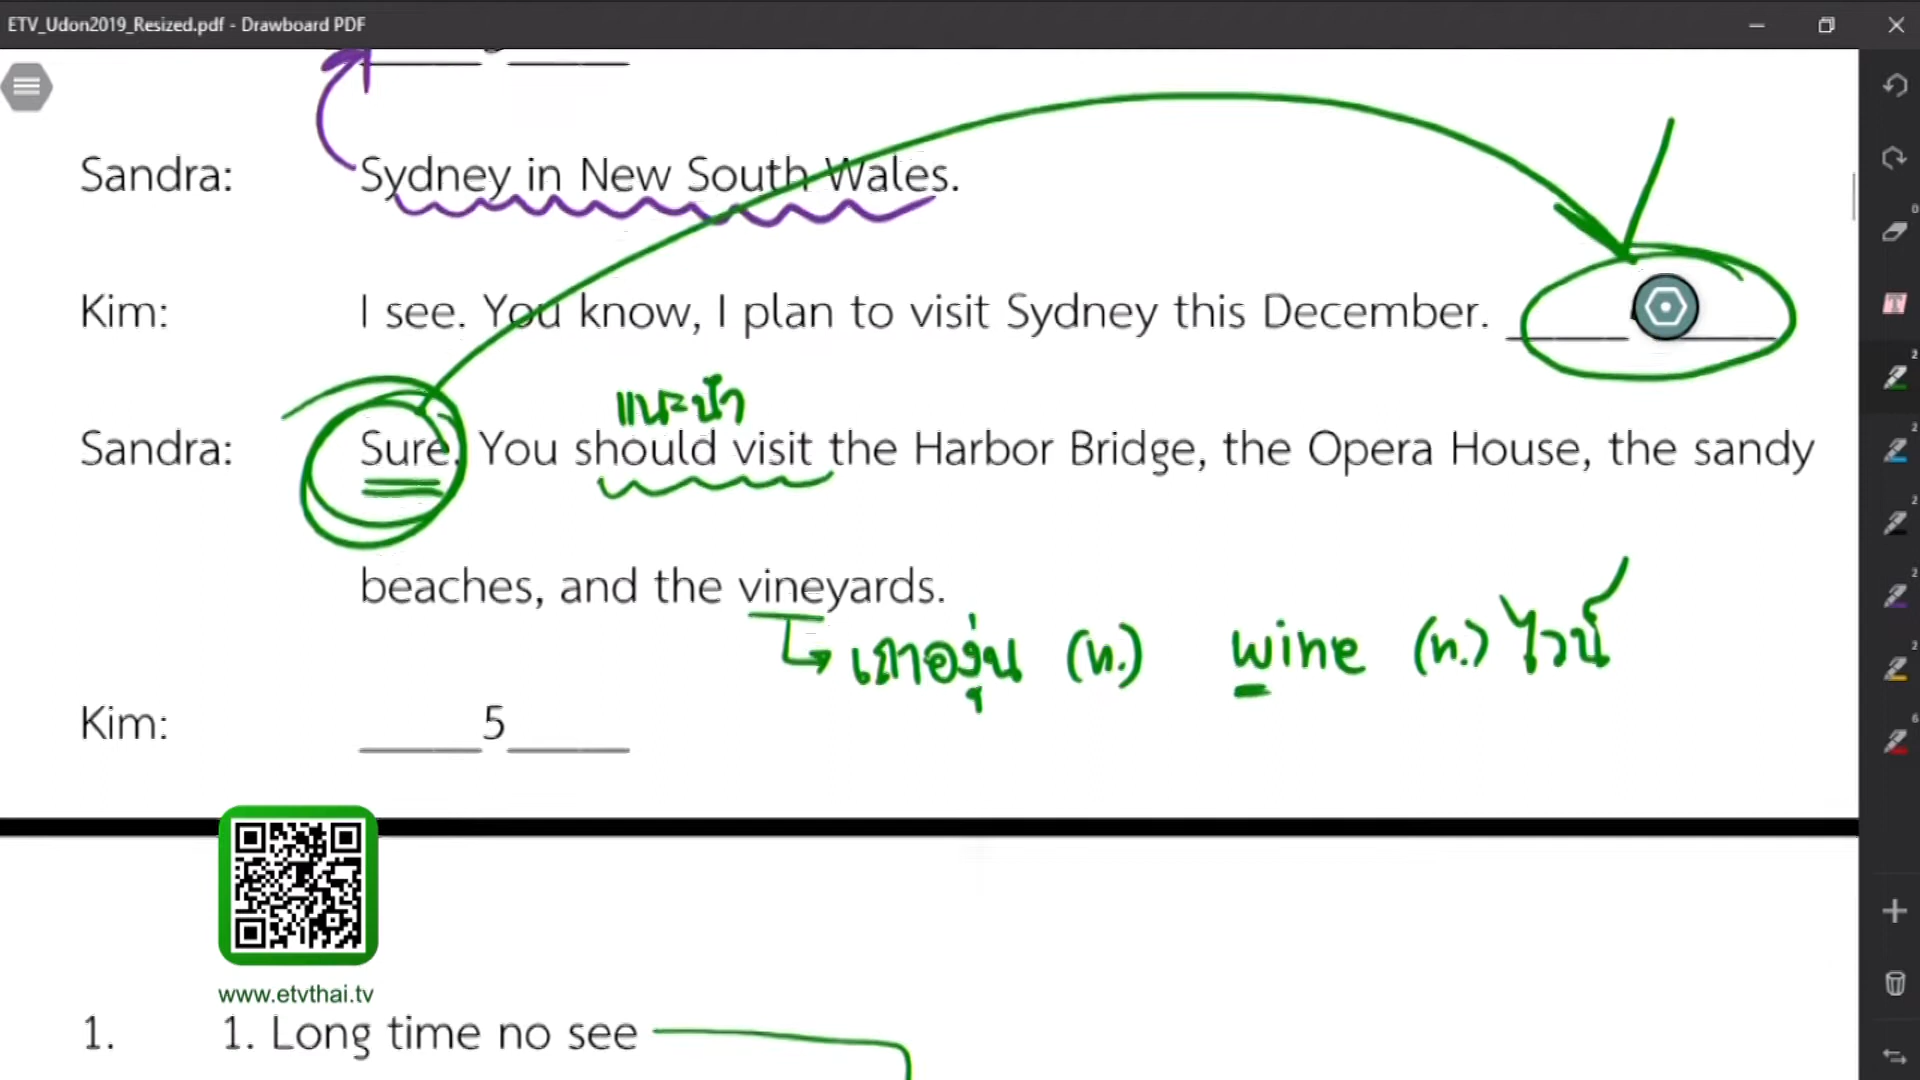 ETV_Udon2019_Resized.pdf - Drawboard PDF
Sandra: Sydney in New South Wales.
Kim: I see. You know, I plan to visit Sydney this December. ______ ______
แนะนำ
Sandra: Sure. You should visit the Harbor Bridge, the Opera House, the sandy
beaches, and the vineyards.
เถาองุ่น (n.) wine (n.) ไวน์
Kim: ______5______
www.etvthai.tv
1. 1. Long time no see